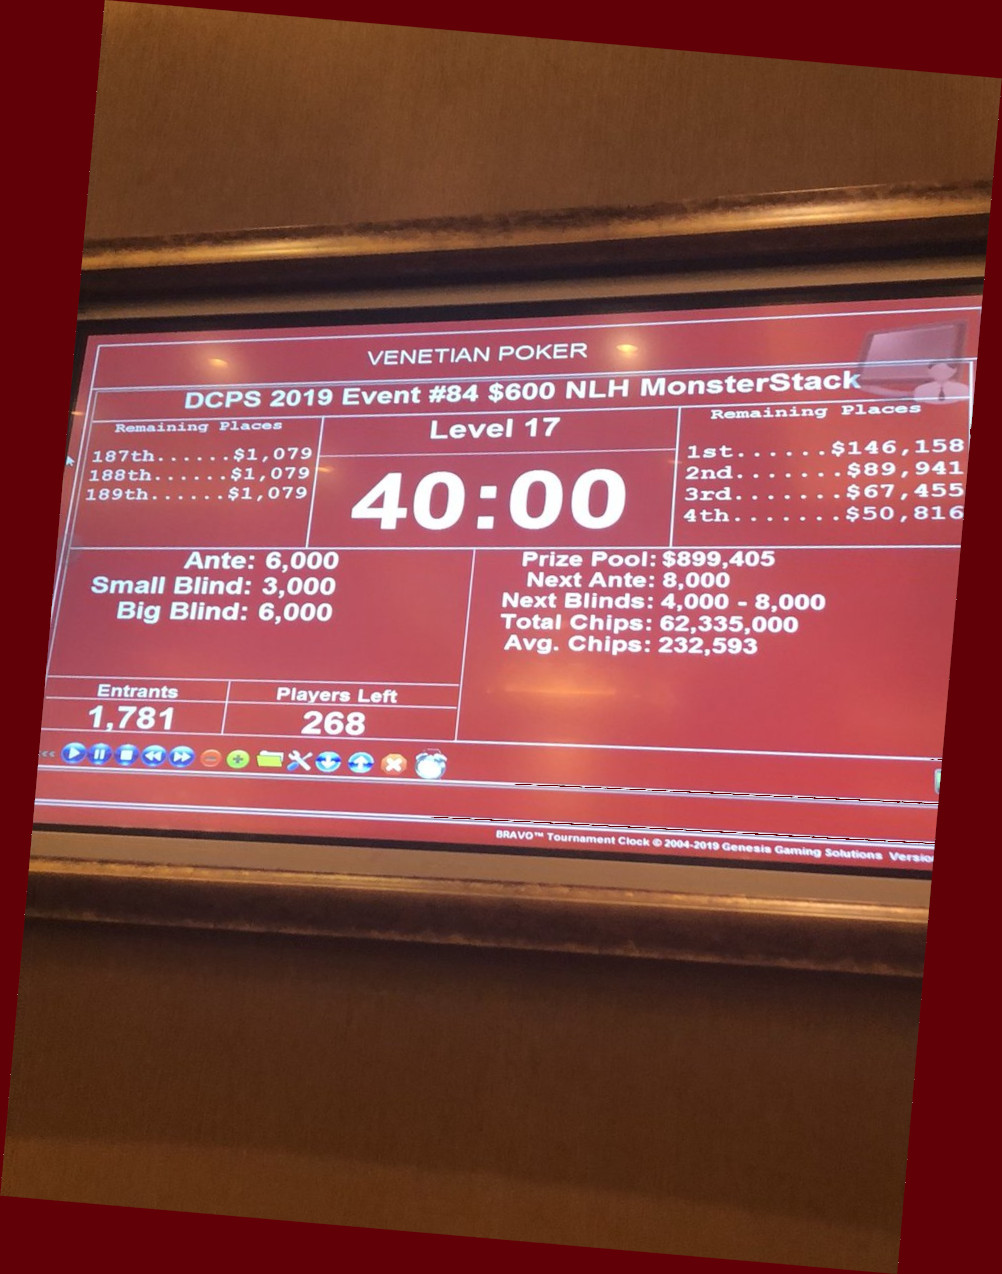 VENETIAN POKER
DCPS 2019 Event #84 $600 NLH MonsterStack
Remaining Places
187th......$1,079
188th......$1,079
189th......$1,079
Level 17
40:00
Remaining Places
1st......$146,158
2nd.......$89,941
3rd.......$67,455
4th.......$50,816
Ante: 6,000
Small Blind: 3,000
Big Blind: 6,000
Prize Pool: $899,405
Next Ante: 8,000
Next Blinds: 4,000 - 8,000
Total Chips: 62,335,000
Avg. Chips: 232,593
Entrants
1,781
Players Left
268
<<
BRAVO™ Tournament Clock © 2004-2019 Genesis Gaming Solutions Versio